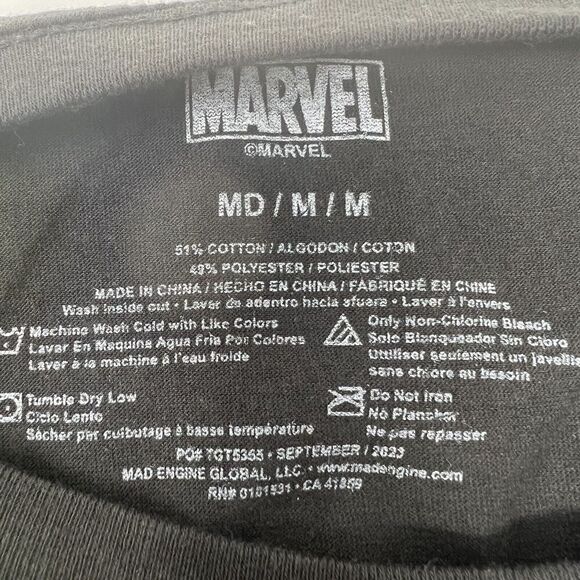 MARVEL
©MARVEL
MD / M / M
51% COTTON / ALGODON / COTON
49% POLYESTER / POLIESTER
MADE IN CHINA / HECHO EN CHINA / FABRIQUÉ EN CHINE
Wash inside out • Lavar de adentro hacia afuera • Laver à l'envers
Machine Wash Cold with Like Colors
Lavar En Maquina Agua Fria Por Colores
Laver à la machine à l'eau froide
Only Non-Chlorine Bleach
Solo Blanqueador Sin Cloro
Utiliser seulement un javellis
sans chlore au besoin
Tumble Dry Low
Ciclo Lento
Sècher par culbutage à basse température
Do Not Iron
No Planchar
Ne pas repasser
PO# TGT5355 • SEPTEMBER / 2023
MAD ENGINE GLOBAL, LLC • www.madengine.com
RN# 0101531 • CA 41859